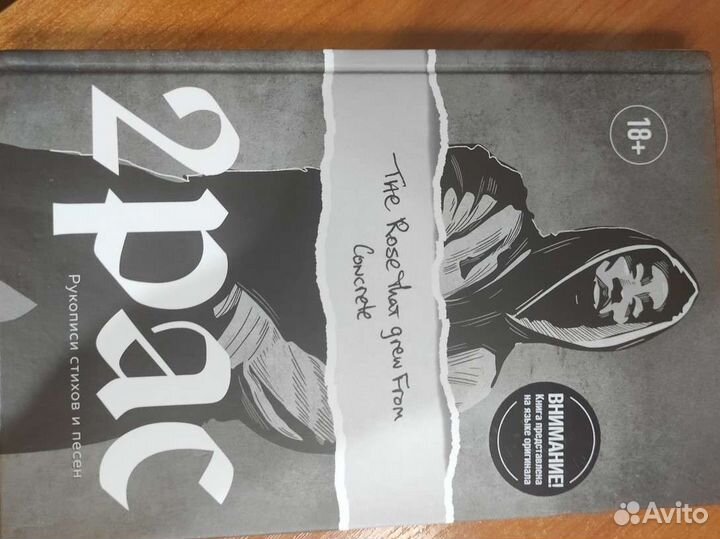 18+
The Rose that grew From
Concrete
ВНИМАНИЕ!
Книга представлена
на языке оригинала
2pac
Рукописи стихов и песен
Avito